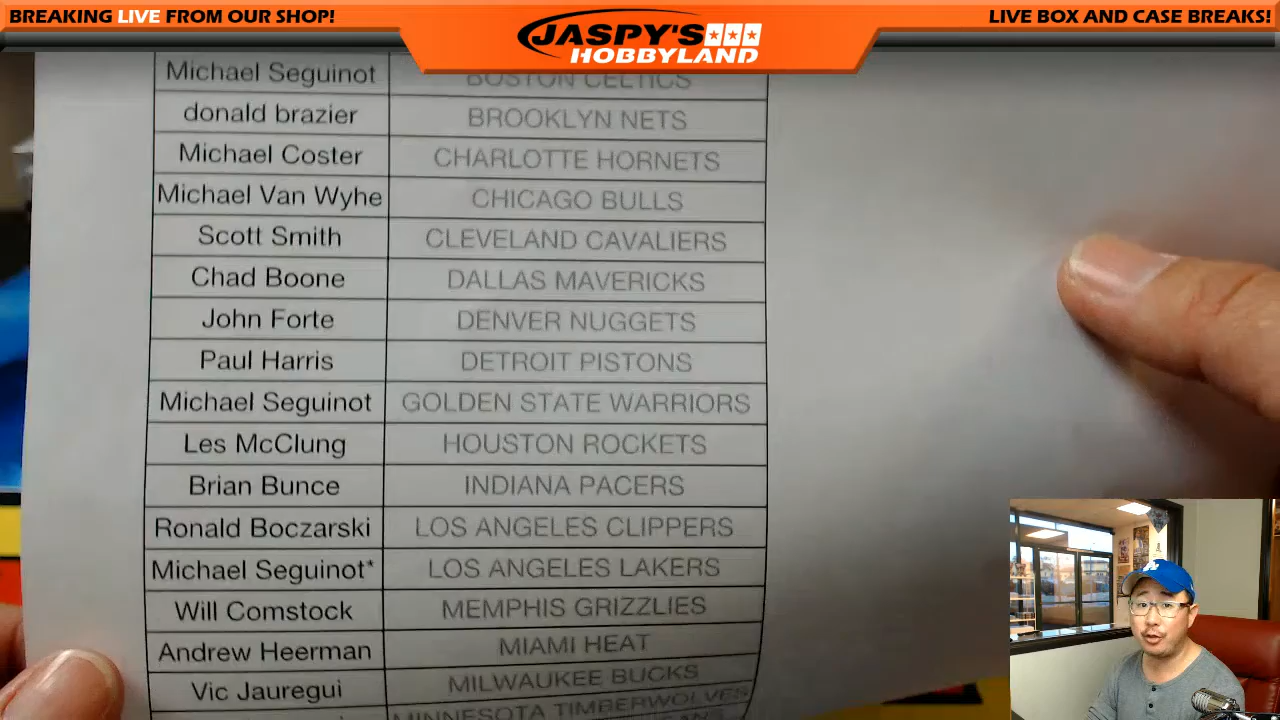 BREAKING LIVE FROM OUR SHOP!
JASPY'S
HOBBYLAND
LIVE BOX AND CASE BREAKS!
Michael Seguinot BOSTON CELTICS
donald brazier BROOKLYN NETS
Michael Coster CHARLOTTE HORNETS
Michael Van Wyhe CHICAGO BULLS
Scott Smith CLEVELAND CAVALIERS
Chad Boone DALLAS MAVERICKS
John Forte DENVER NUGGETS
Paul Harris DETROIT PISTONS
Michael Seguinot GOLDEN STATE WARRIORS
Les McClung HOUSTON ROCKETS
Brian Bunce INDIANA PACERS
Ronald Boczarski LOS ANGELES CLIPPERS
Michael Seguinot* LOS ANGELES LAKERS
Will Comstock MEMPHIS GRIZZLIES
Andrew Heerman MIAMI HEAT
Vic Jauregui MILWAUKEE BUCKS
MINNESOTA TIMBERWOLVES